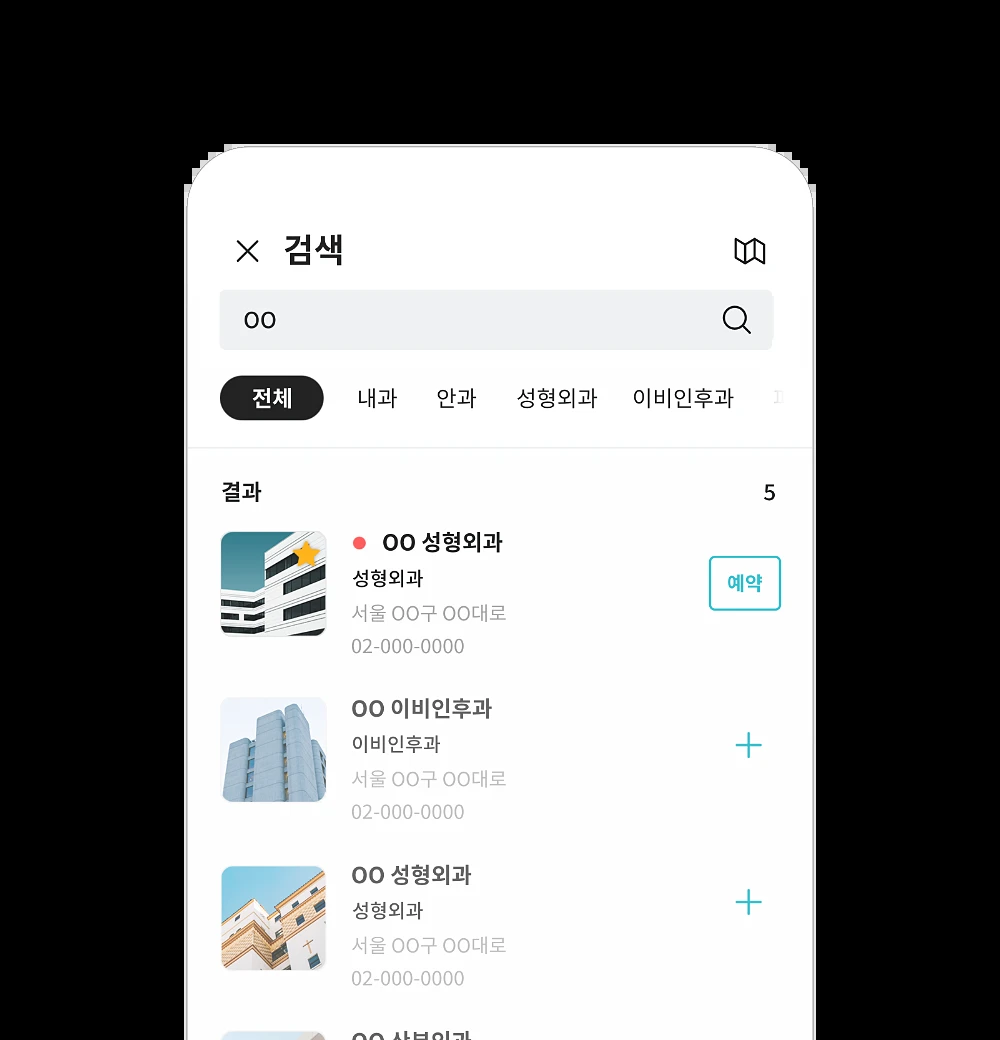 검색
OO
전체 내과 안과 성형외과 이비인후과
결과 5
OO 성형외과
성형외과
서울 OO구 OO대로
02-000-0000
예약
OO 이비인후과
이비인후과
서울 OO구 OO대로
02-000-0000
OO 성형외과
성형외과
서울 OO구 OO대로
02-000-0000
OO